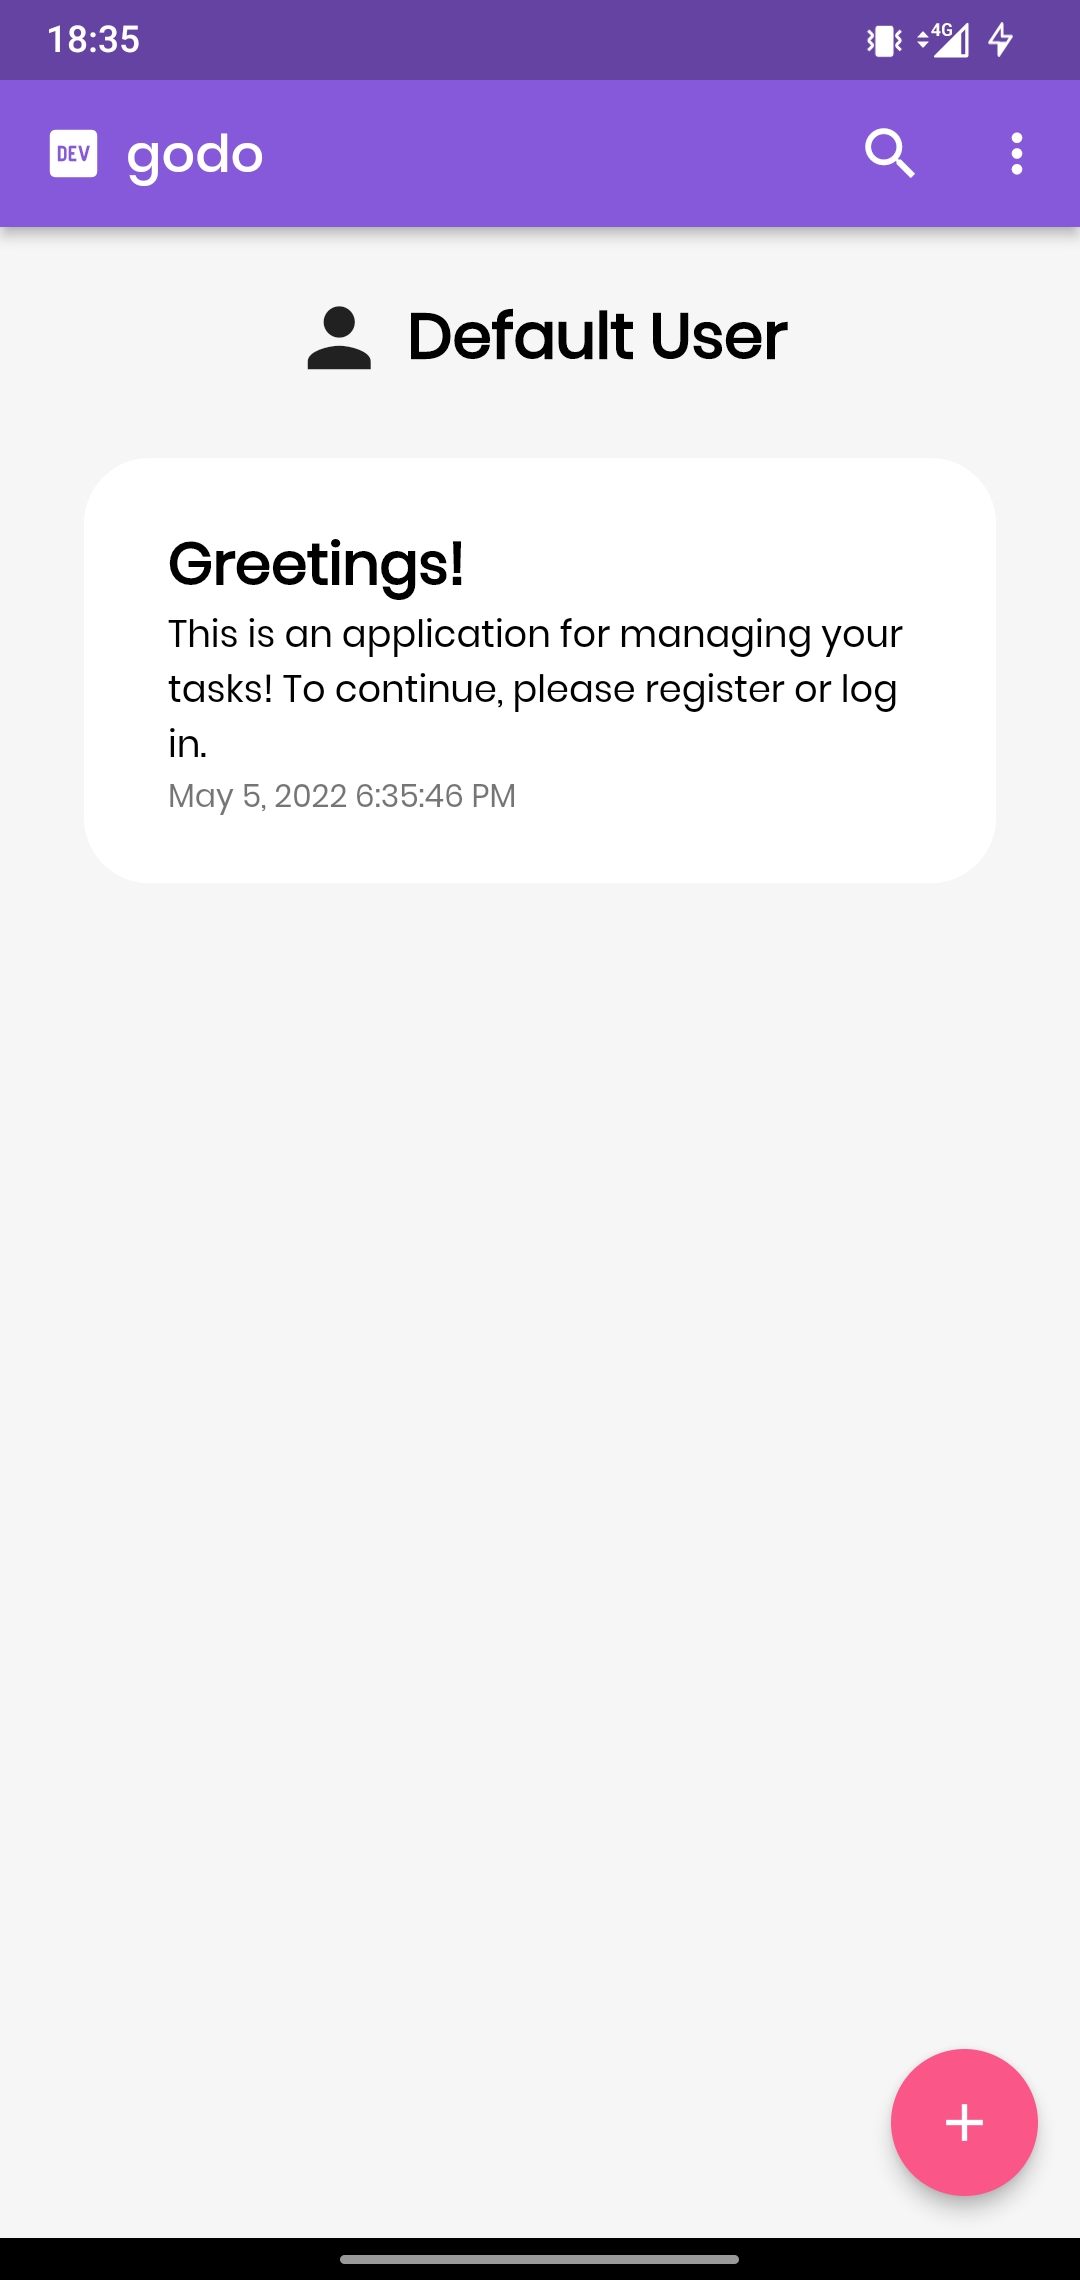 18:35
4G
DEV godo
Default User
Greetings!
This is an application for managing your
tasks! To continue, please register or log
in.
May 5, 2022 6:35:46 PM